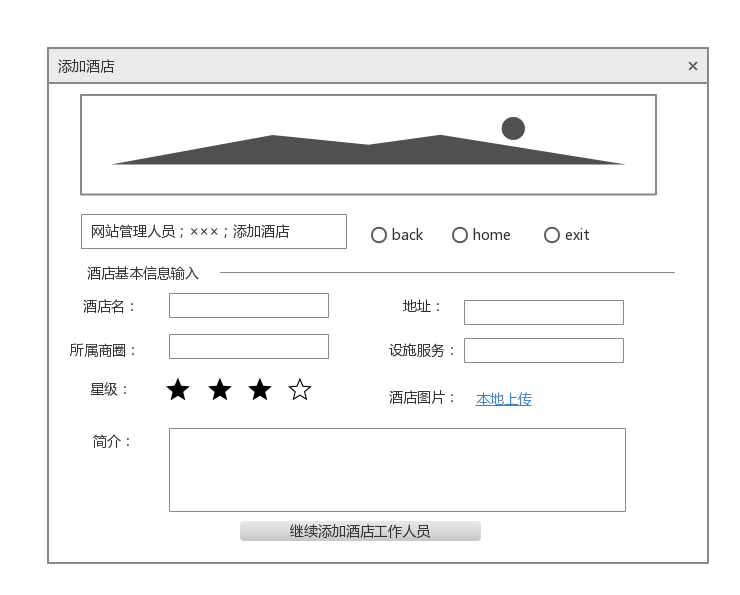 添加酒店
网站管理人员；×××；添加酒店
back
home
exit
酒店基本信息输入
酒店名：
地址：
所属商圈：
设施服务：
星级：
酒店图片：
本地上传
简介：
继续添加酒店工作人员